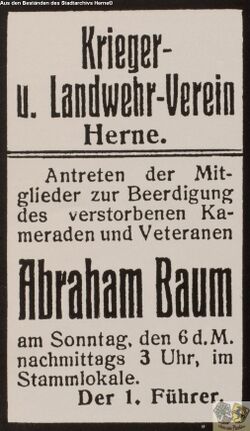 Aus den Beständen des Stadtarchivs Herne©
Krieger-
u. Landwehr-Verein
Herne.
Antreten der Mit-
glieder zur Beerdigung
des verstorbenen Ka-
meraden und Veteranen
Abraham Baum
am Sonntag, den 6 d. M.
nachmittags 3 Uhr, im
Stammlokale.
Der 1. Führer.